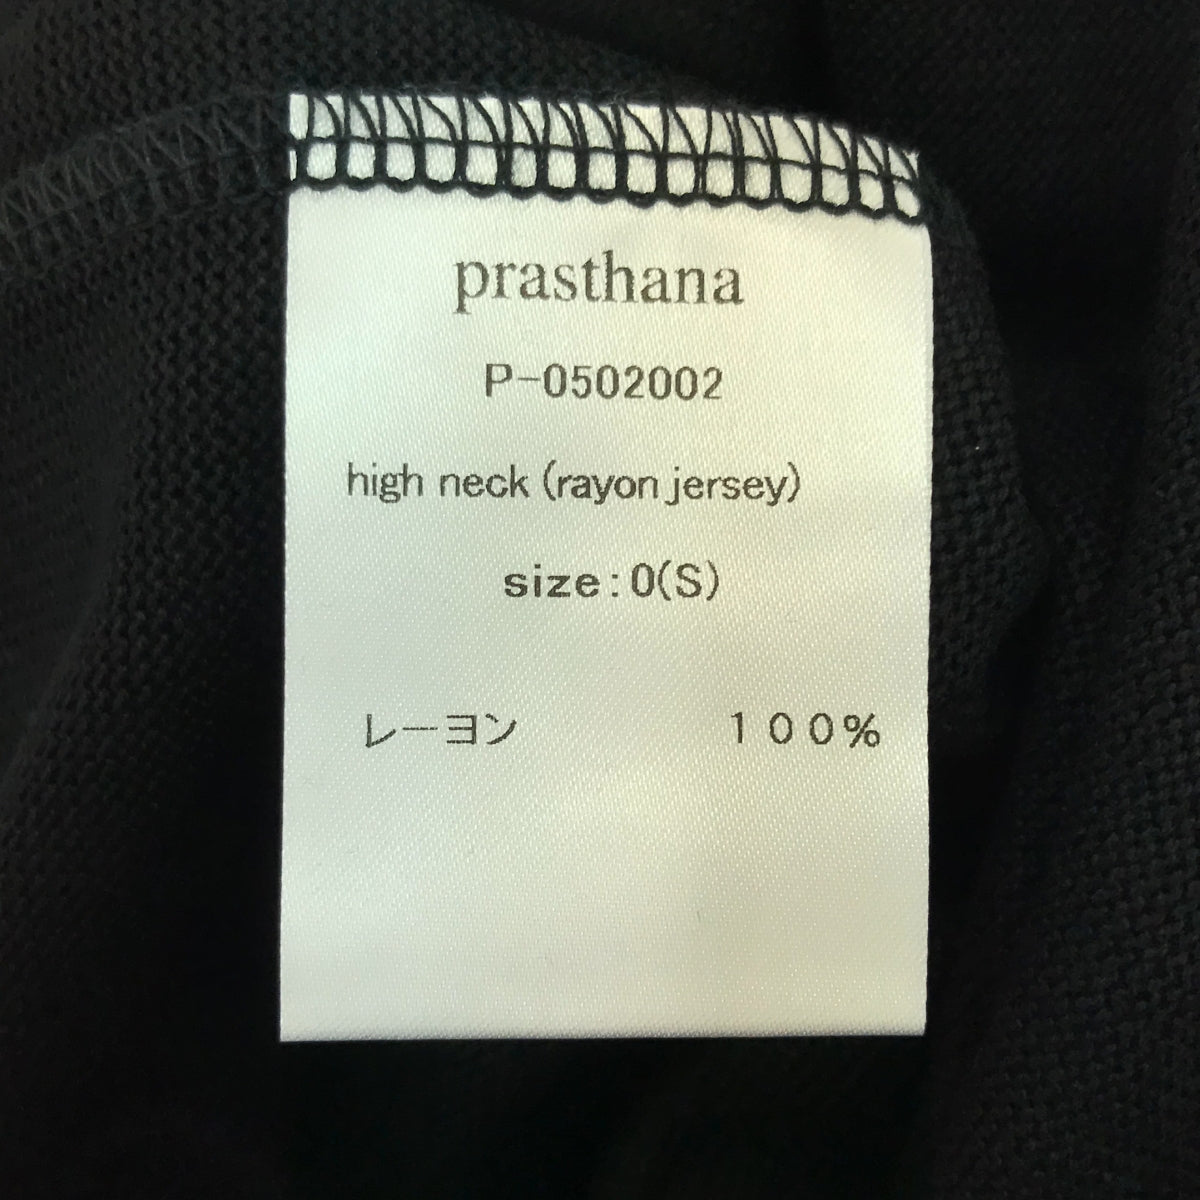 prasthana
P-0502002
high neck (rayon jersey)
size:0(S)
レーヨン 100%